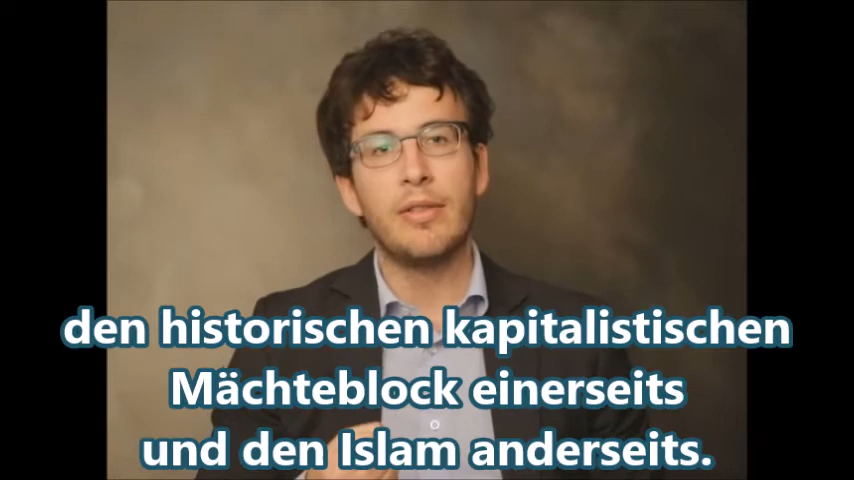 den historischen kapitalistischen
Mächteblock einerseits
und den Islam anderseits.